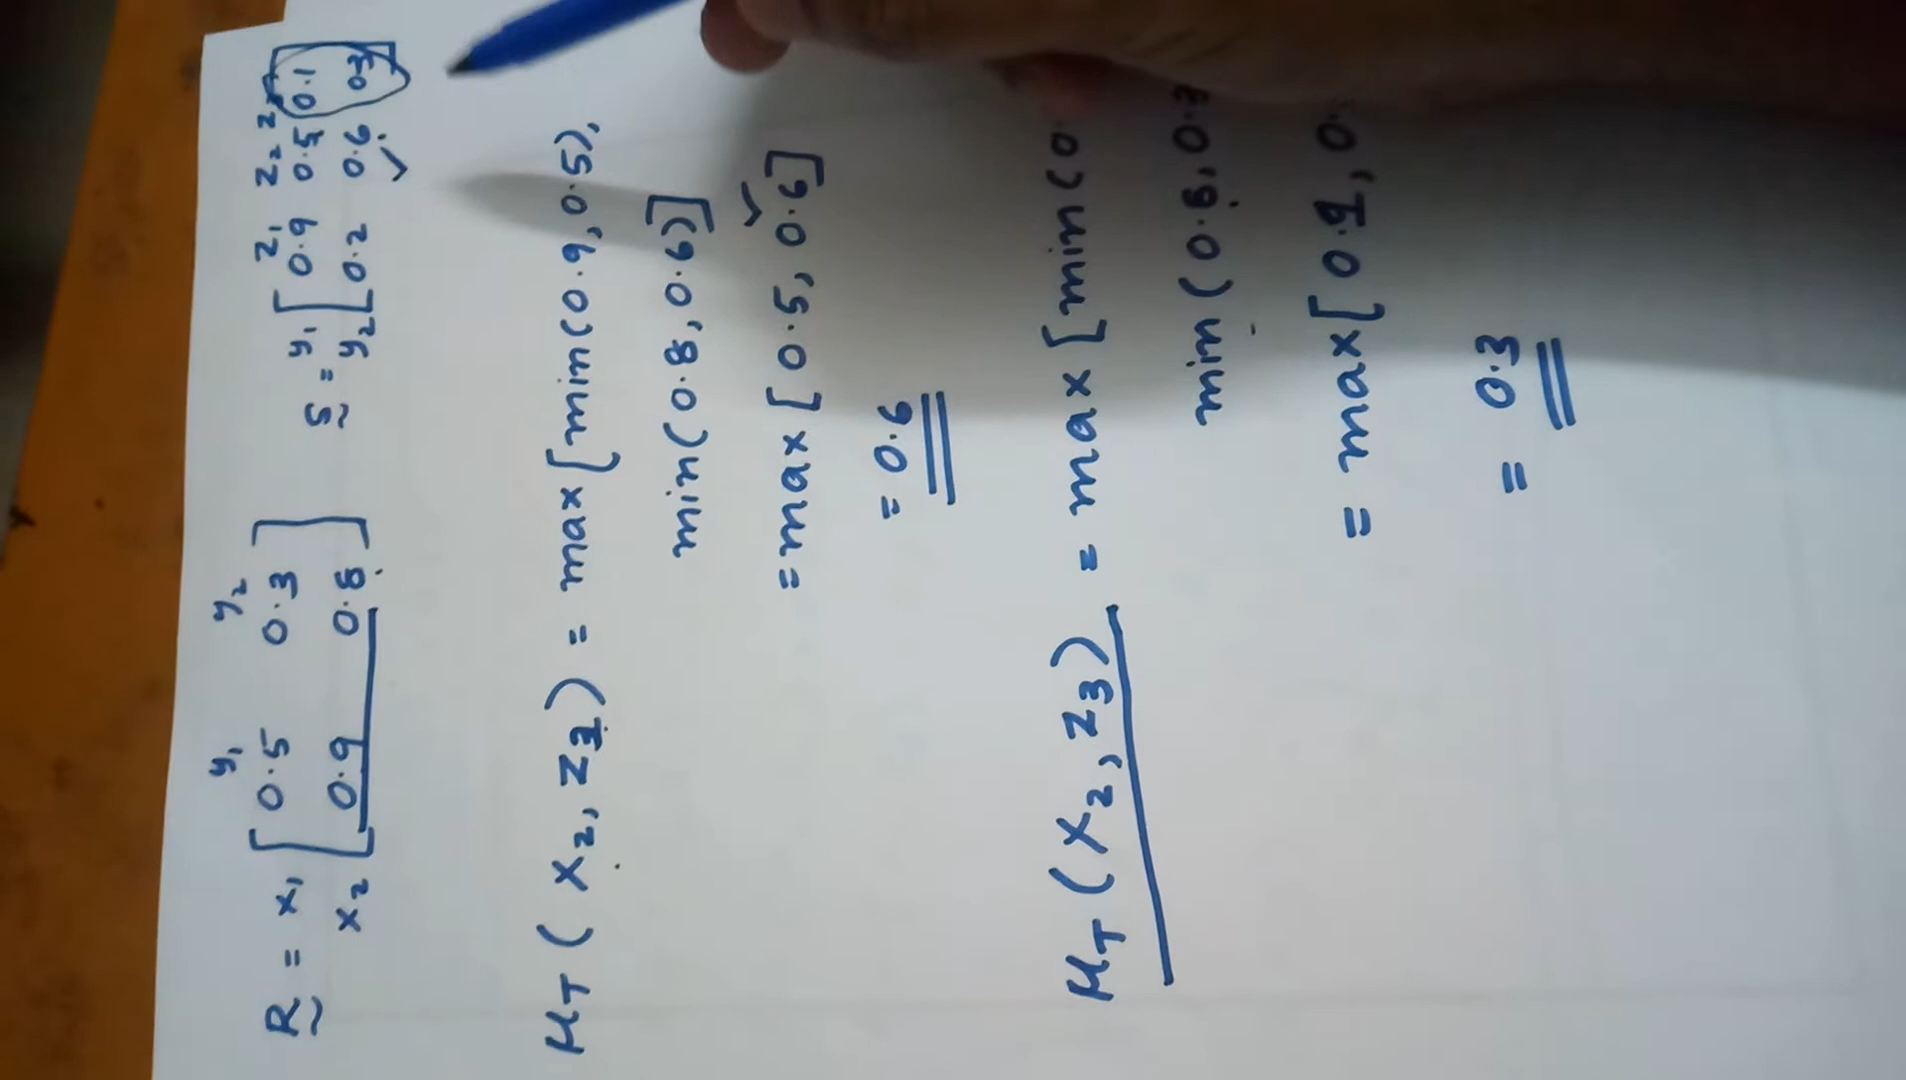 y₁ y₂ z₁ z₂
R = x₁ [ 0.5 0.3 ] S = y₁ [ 0.9 0.5 0.1
x₂ [ 0.9 0.8 ] y₂ [ 0.2 0.6 0.3
μT ( x₂, z₂ ) = max [ min(0.9, 0.5),
min(0.8, 0.6) ]
= max [ 0.5, 0.6 ]
= 0.6
μT ( x₂, z₃ ) = max [ min(0.
min ( 0.8, 0.3
= max [ 0.1, 0.
= 0.3